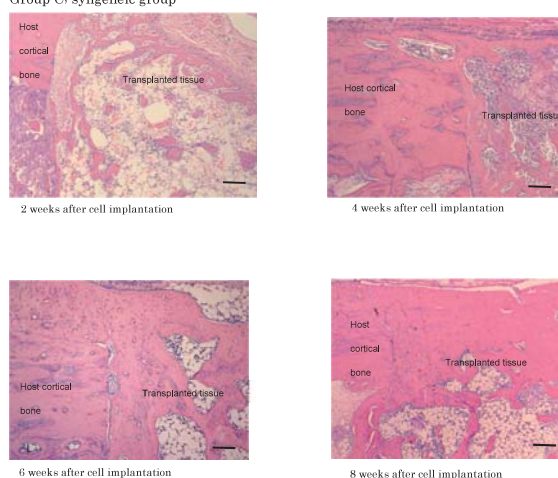 Group C, syngeneic group
Host
cortical
bone
Transplanted tissue
2 weeks after cell implantation
Host cortical
bone
Transplanted tissu
4 weeks after cell implantation
Host cortical
bone
Transplanted tissue
6 weeks after cell implantation
Host
cortical
bone
Transplanted tissue
8 weeks after cell implantation